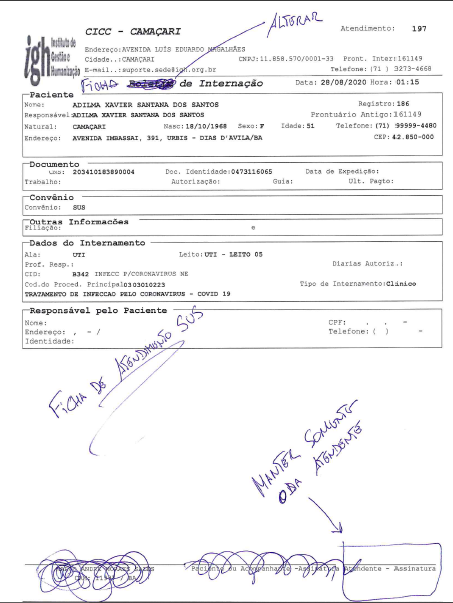 ALTERAR
CICC - CAMAÇARI
Atendimento: 197
igh Instituto de Gestão e Humanização
Endereço:AVENIDA LUÍS EDUARDO MAGALHÃES
Cidade..:CAMAÇARI CNPJ:11.858.570/0001-33 Pront. Inter:161149
E-mail..:suporte.sede@igh.org.br Telefone:(71 ) 3273-4668
FICHA de Internação Data: 28/08/2020 Hora: 01:15
Paciente
Nome: ADILMA XAVIER SANTANA DOS SANTOS Registro:186
Responsável:ADILMA XAVIER SANTANA DOS SANTOS Prontuário Antigo:161149
Natural: CAMAÇARI Nasc:18/10/1968 Sexo:F Idade:51 Telefone:(71) 99999-4480
Endereço: AVENIDA IMBASSAI, 391, URBIS - DIAS D'AVILA/BA CEP:42.850-000
Documento
CNS: 203410183890004 Doc. Identidade:0473116065 Data de Expedição:
Trabalho: Autorização: Guia: Ult. Pagto:
Convênio
Convênio: SUS
Outras Informações
Filiação: e
Dados do Internamento
Ala: UTI Leito:UTI - LEITO 05
Prof. Resp.: Diarias Autoriz.:
CID: B342 INFECC P/CORONAVIRUS NE
Cod.do Proced. Principal:0303010223 Tipo de Internamento:Clínico
TRATAMENTO DE INFECCAO PELO CORONAVIRUS - COVID 19
Responsável pelo Paciente
Nome: CPF: . . -
Endereço: , - / Telefone: ( ) -
Identidade:
FICHA DE ATENDIMENTO SUS
MANTER SOMENTE
O DA ATENDENTE
Paciente ou Acompanhante -Assinatura Atendente - Assinatura